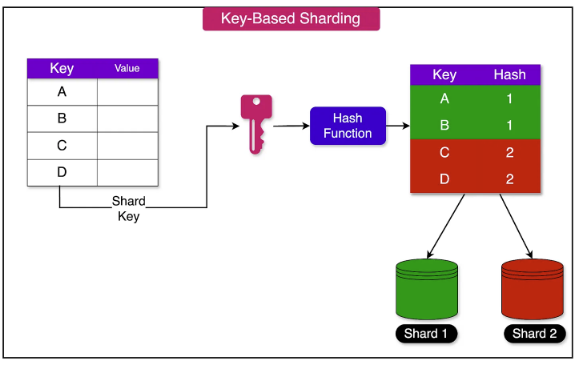 Key-Based Sharding
Key Value
A
B
C
D
Shard
Key
Hash
Function
Key Hash
A 1
B 1
C 2
D 2
Shard 1
Shard 2